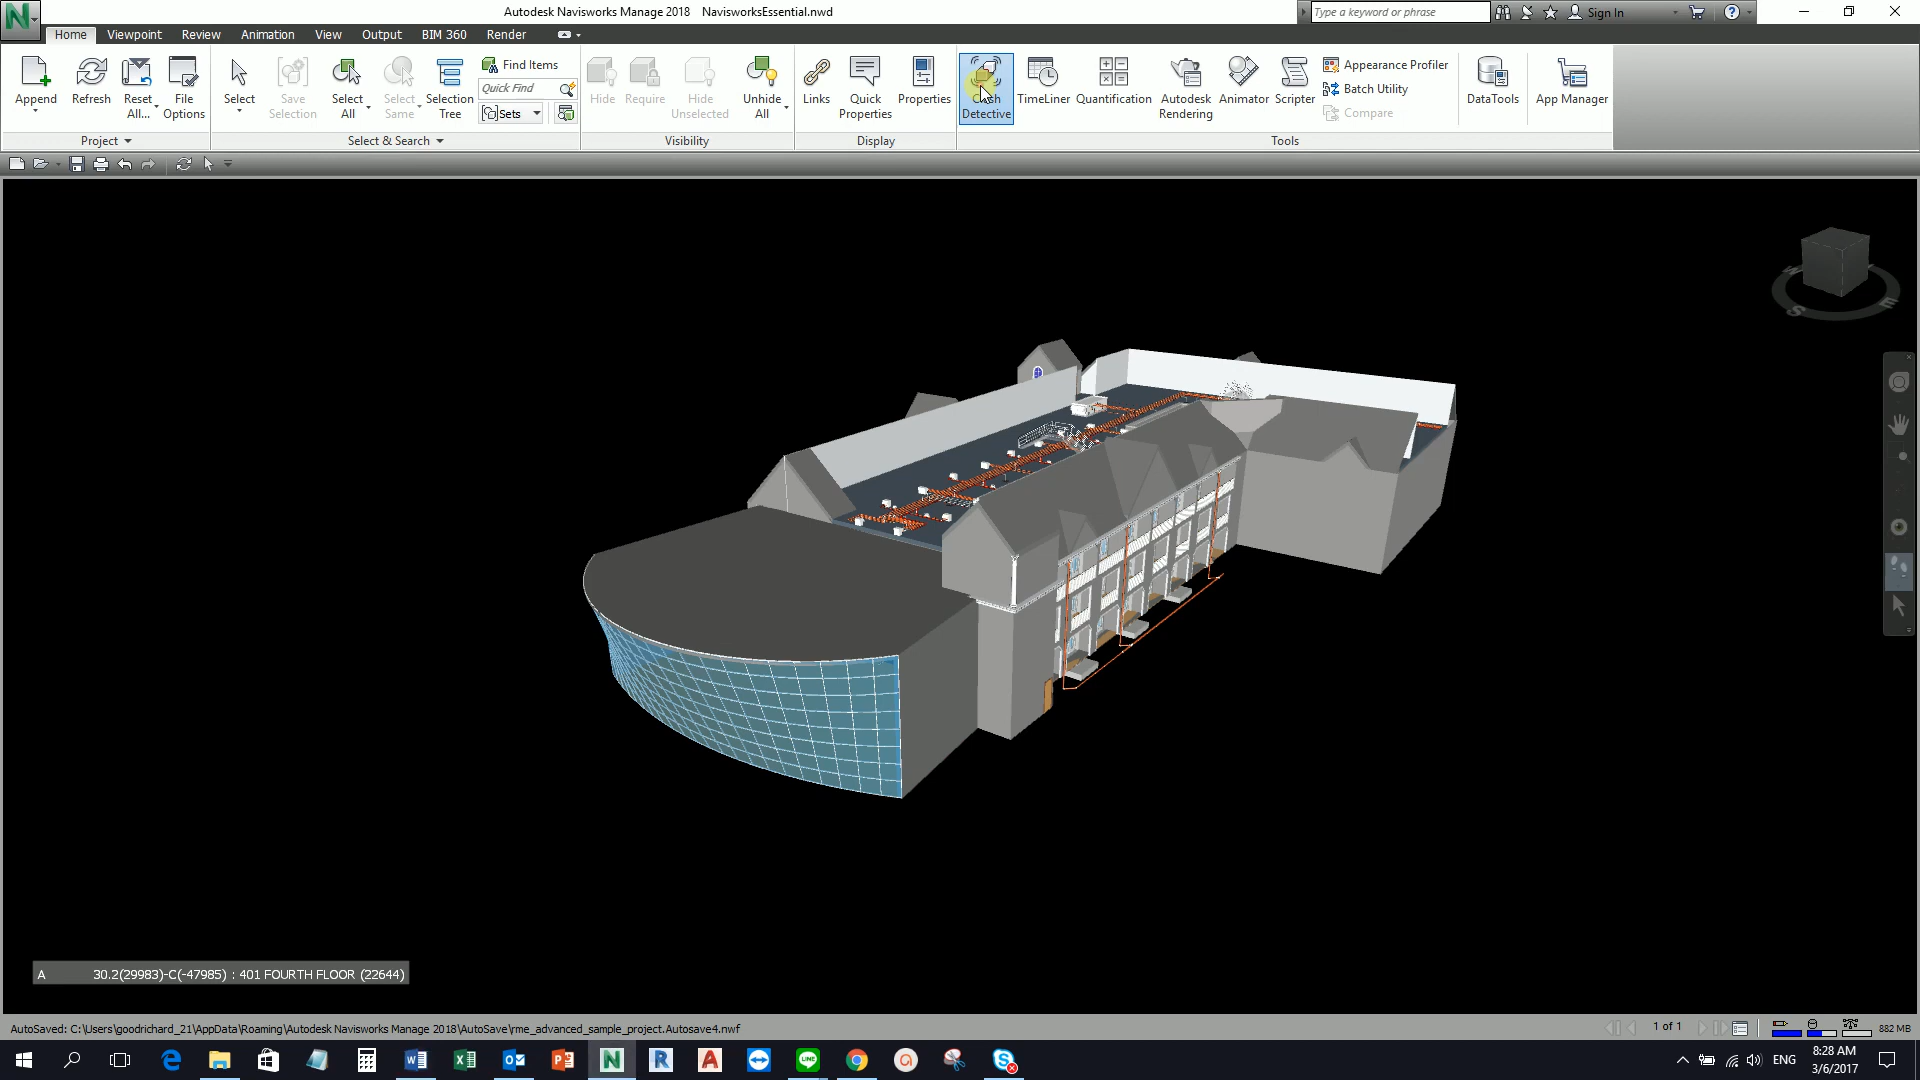 Autodesk Navisworks Manage 2018 NavisworksEssential.nwd
Type a keyword or phrase
Sign In
Home Viewpoint Review Animation View Output BIM 360 Render
Append
Refresh
Reset All...
File Options
Project
Select
Save Selection
Select All
Select Same
Selection Tree
Find Items
Quick Find
Sets
Select & Search
Hide
Require
Hide Unselected
Unhide All
Visibility
Links
Quick Properties
Properties
Display
Clash Detective
TimeLiner
Quantification
Autodesk Rendering
Animator
Scripter
Appearance Profiler
Batch Utility
Compare
Tools
DataTools
App Manager
W
S
E
A 30.2(29983)-C(-47985) : 401 FOURTH FLOOR (22644)
AutoSaved: C:\Users\goodrichard_21\AppData\Roaming\Autodesk Navisworks Manage 2018\AutoSave\rme_advanced_sample_project.Autosave4.nwf
1 of 1
882 MB
ENG
8:28 AM
3/6/2017